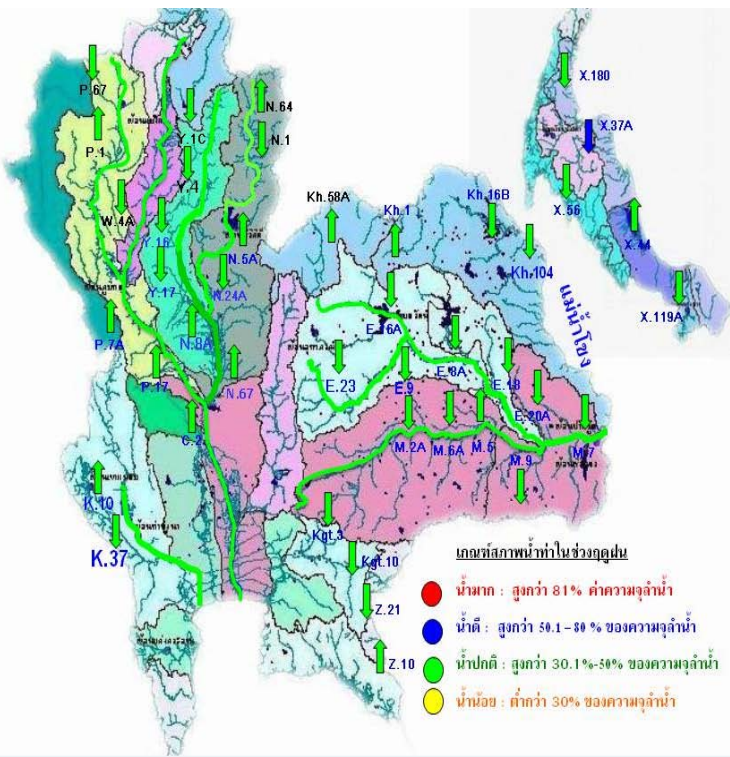 P.67
P.1
Y.1C
Y.4
N.64
N.1
W.4A
Y.16
Y.17
N.5A
W.24A
P.7A
P.17
N.8A
N.67
C.2
K.10
K.37
Kh.58A
Kh.1
Kh.16B
Kh.104
แม่น้ำโขง
E.16A
E.23
E.9
E.8A
E.18
E.20A
M.2A
M.6A
M.5
M.9
M.7
Kgt.3
Kgt.10
Z.21
Z.10
X.180
X.37A
X.56
X.44
X.119A
เกณฑ์สภาพน้ำท่าในช่วงฤดูฝน
น้ำมาก : สูงกว่า 81% ค่าความจุลำน้ำ
น้ำดี : สูงกว่า 50.1 – 80 % ของความจุลำน้ำ
น้ำปกติ : สูงกว่า 30.1%-50% ของความจุลำน้ำ
น้ำน้อย : ต่ำกว่า 30% ของความจุลำน้ำ